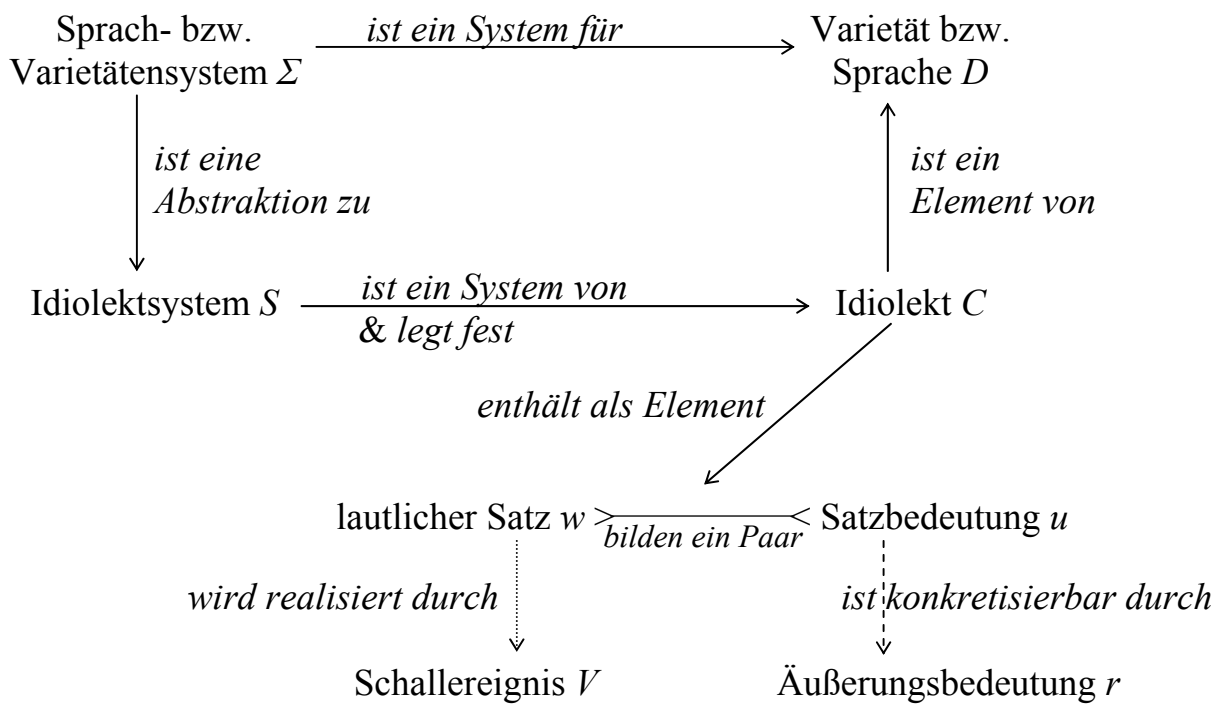 Sprach- bzw.
Varietätensystem Σ
ist ein System für
Varietät bzw.
Sprache D
ist eine
Abstraktion zu
ist ein
Element von
Idiolektsystem S
ist ein System von
& legt fest
Idiolekt C
enthält als Element
lautlicher Satz w
bilden ein Paar
Satzbedeutung u
wird realisiert durch
ist konkretisierbar durch
Schallereignis V
Äußerungsbedeutung r